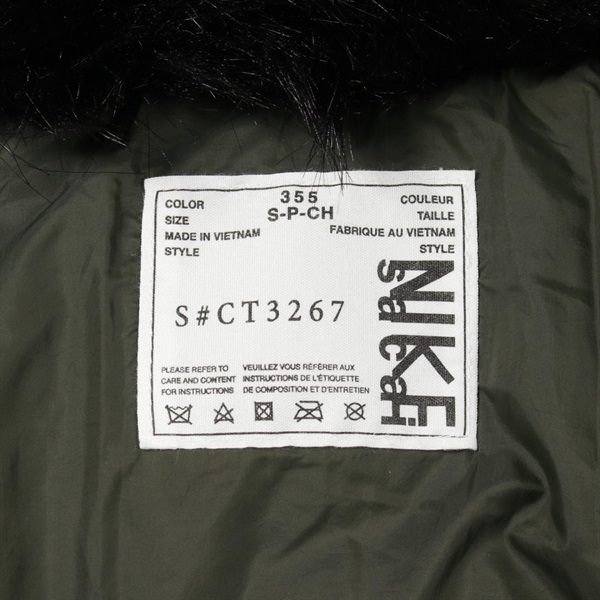 COLOR 355 COULEUR
SIZE S-P-CH TAILLE
MADE IN VIETNAM FABRIQUE AU VIETNAM
STYLE STYLE
S#CT3267
NIKE
sacai
PLEASE REFER TO VEUILLEZ VOUS RÉFÉRER AUX
CARE AND CONTENT INSTRUCTIONS DE L'ÉTIQUETTE
FOR INSTRUCTIONS DE COMPOSITION ET D'ENTRETIEN